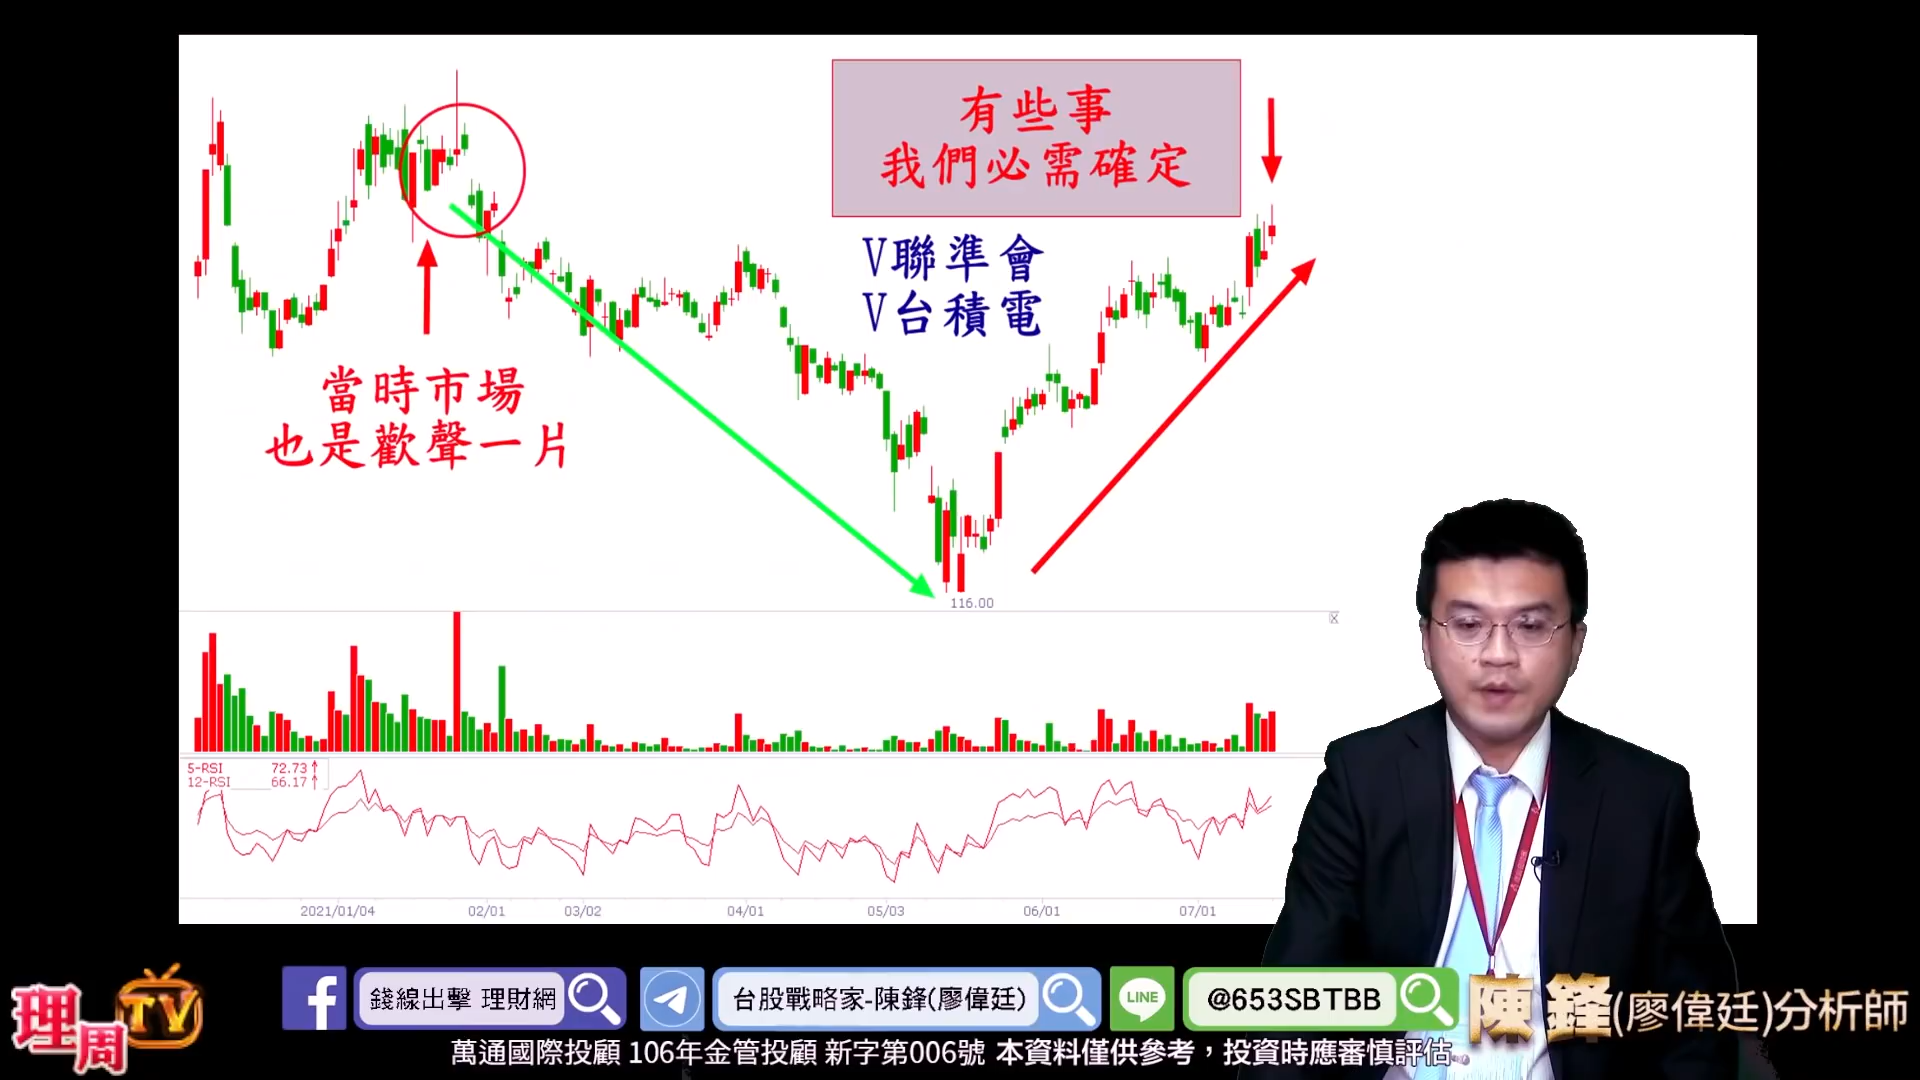 有些事
我們必需確定
V聯準會
V台積電
當時市場
也是歡聲一片
116.00
X
5-RSI 72.73↑
12-RSI 66.17↑
2021/01/04 02/01 03/02 04/01 05/03 06/01 07/01
理周TV
f 錢線出擊 理財網
台股戰略家-陳鋒(廖偉廷)
LINE @653SBTBB
陳鋒(廖偉廷)分析師
萬通國際投顧 106年金管投顧 新字第006號 本資料僅供參考，投資時應審慎評估。